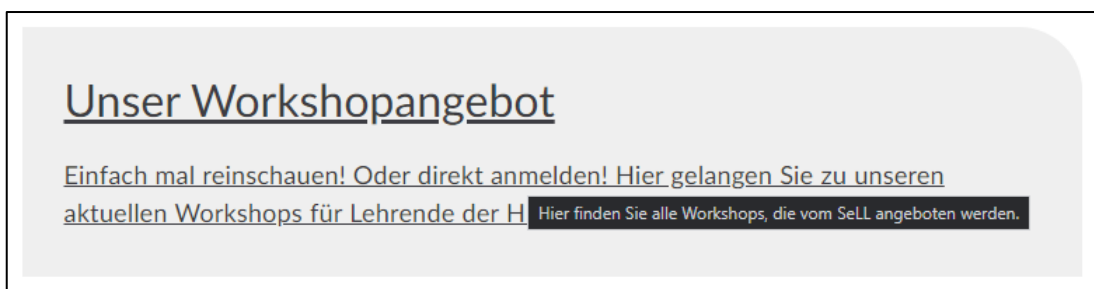 Unser Workshopangebot
Einfach mal reinschauen! Oder direkt anmelden! Hier gelangen Sie zu unseren
aktuellen Workshops für Lehrende der H
Hier finden Sie alle Workshops, die vom SeLL angeboten werden.